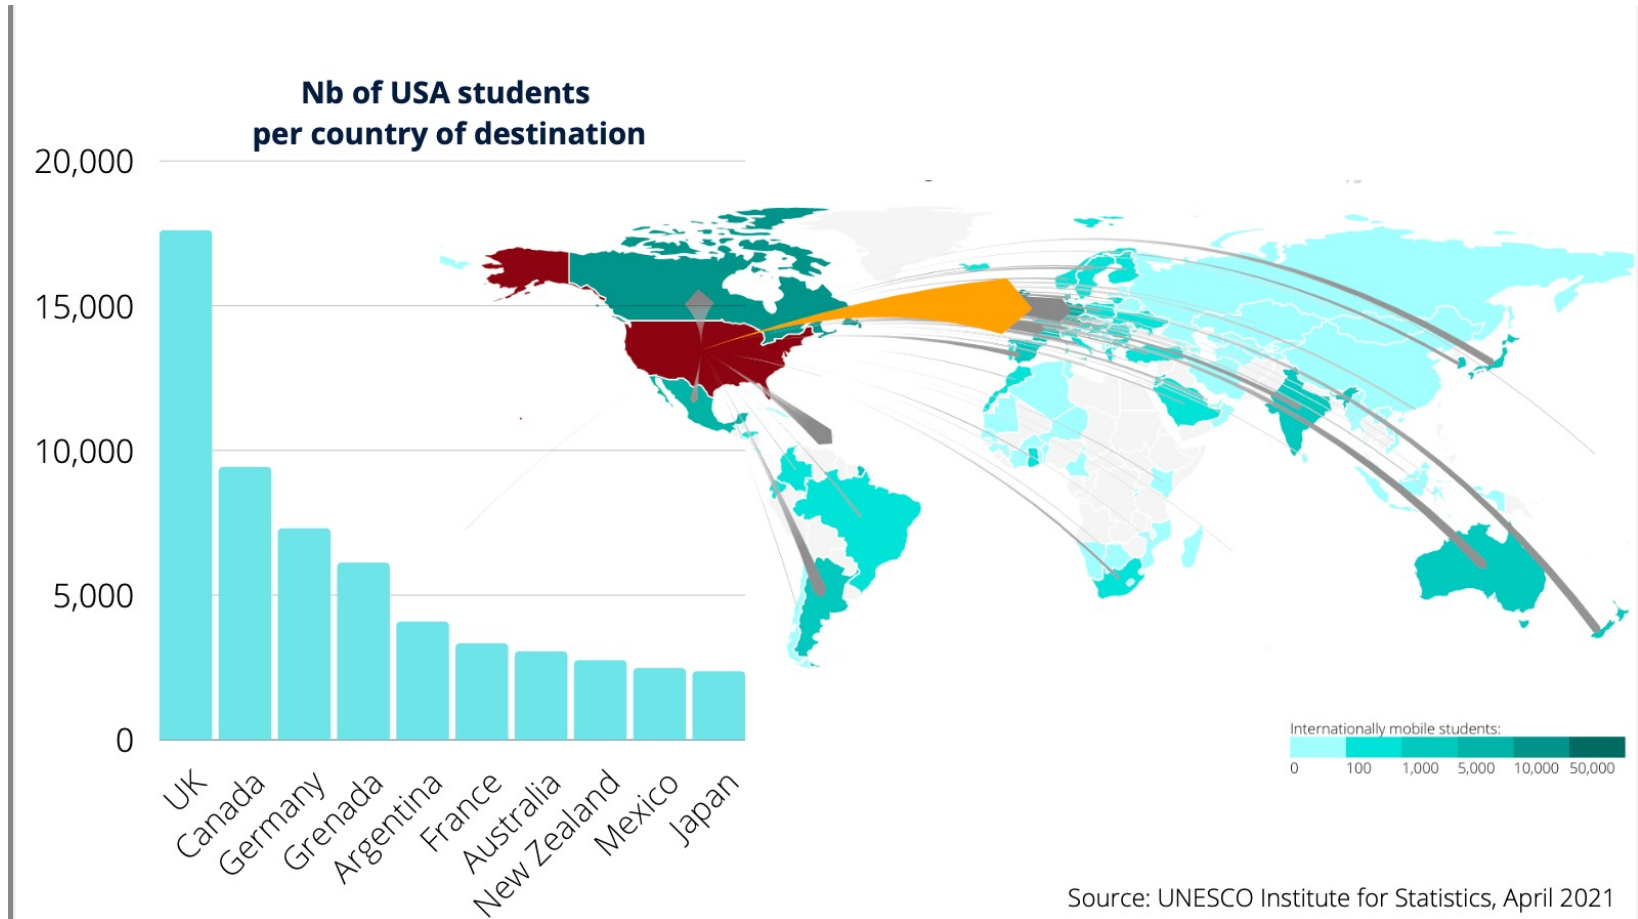 Nb of USA students
per country of destination
20,000
15,000
10,000
5,000
0
UK
Canada
Germany
Grenada
Argentina
France
Australia
New Zealand
Mexico
Japan
Internationally mobile students:
0 100 1,000 5,000 10,000 50,000
Source: UNESCO Institute for Statistics, April 2021